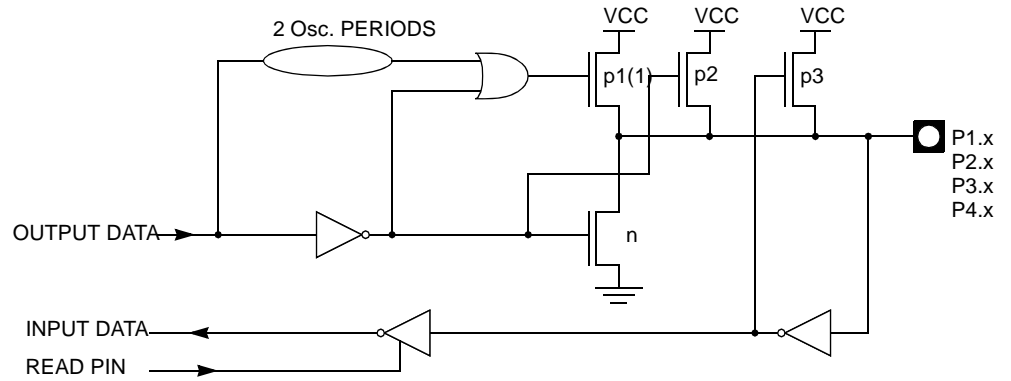 VCC VCC VCC
2 Osc. PERIODS
p1(1) p2 p3
P1.x
P2.x
P3.x
P4.x
OUTPUT DATA
n
INPUT DATA
READ PIN